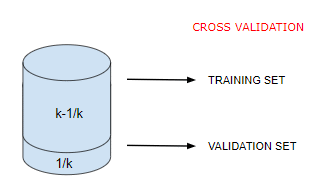 CROSS VALIDATION
TRAINING SET
k-1/k
VALIDATION SET
1/k